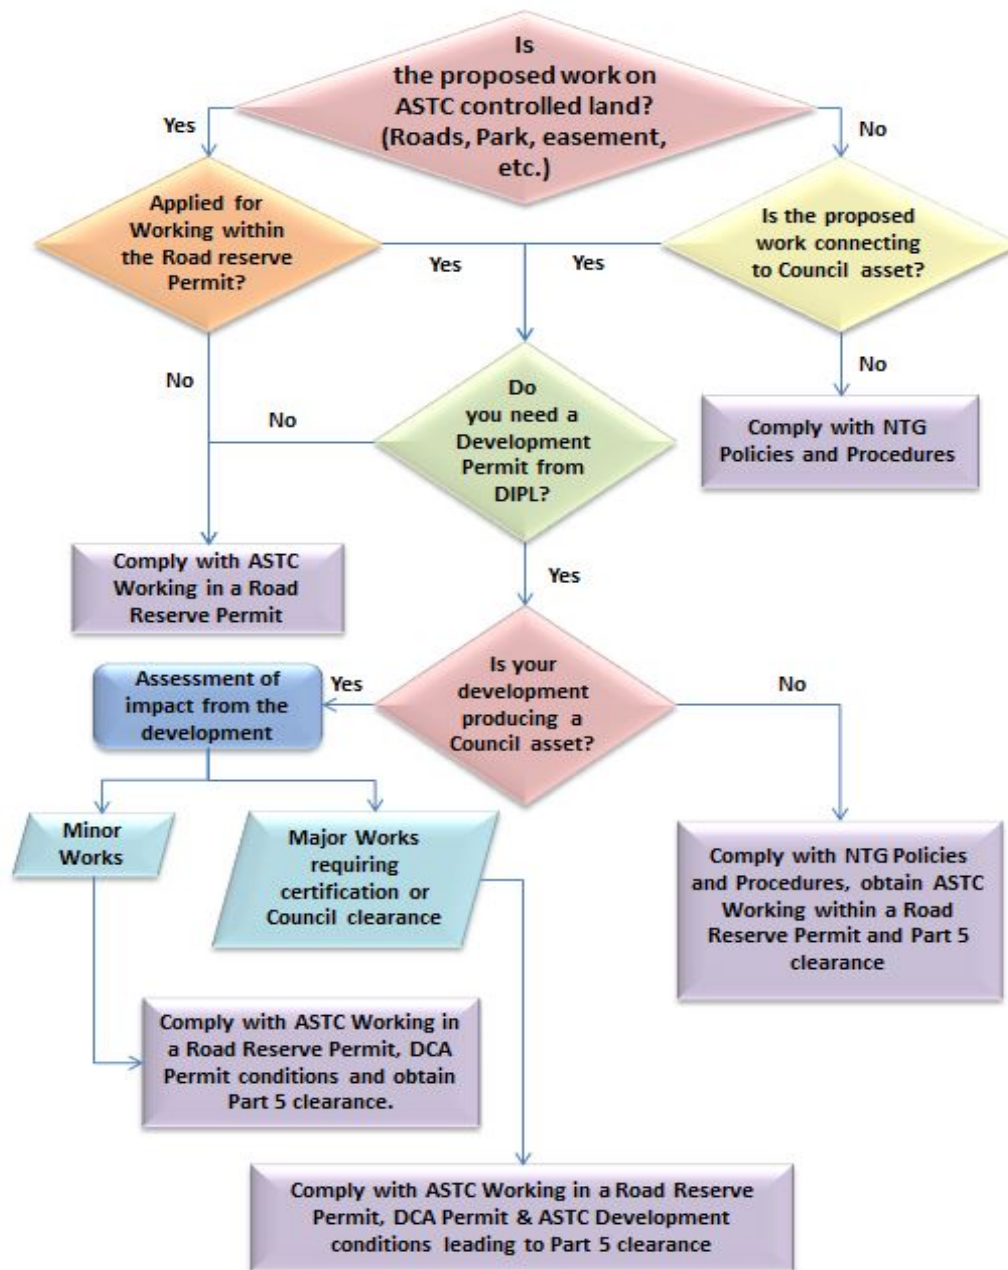 Is
the proposed work on
ASTC controlled land?
(Roads, Park, easement,
etc.)
Yes
No
Applied for
Working within
the Road reserve
Permit?
Is the proposed
work connecting
to Council asset?
Yes
Yes
No
No
Do
you need a
Development
Permit from
DIPL?
No
Comply with NTG
Policies and Procedures
Comply with ASTC
Working in a Road
Reserve Permit
Yes
Is your
development
producing a
Council asset?
Yes
No
Assessment of
impact from the
development
Minor
Works
Major Works
requiring
certification or
Council clearance
Comply with NTG Policies
and Procedures, obtain ASTC
Working within a Road
Reserve Permit and Part 5
clearance
Comply with ASTC Working in
a Road Reserve Permit, DCA
Permit conditions and obtain
Part 5 clearance.
Comply with ASTC Working in a Road Reserve
Permit, DCA Permit & ASTC Development
conditions leading to Part 5 clearance